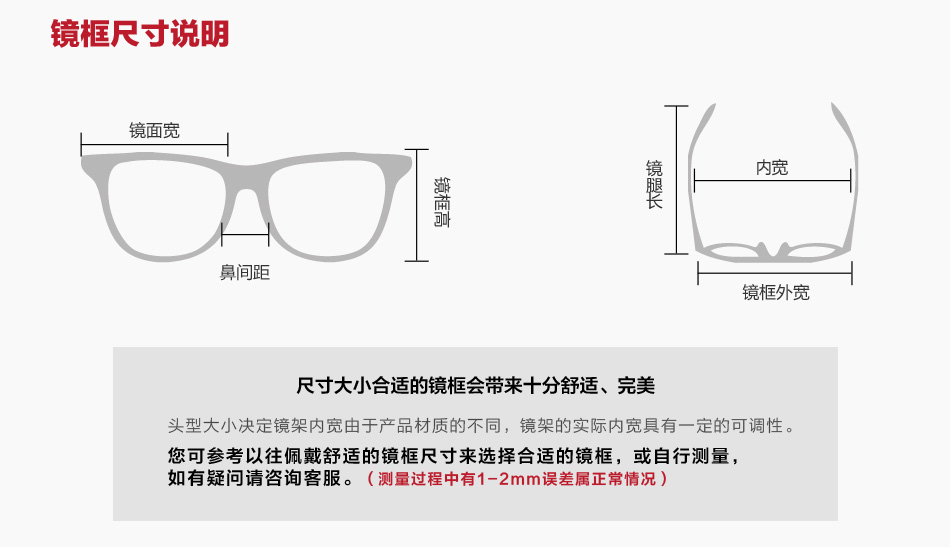 镜框尺寸说明
镜面宽
镜框高
鼻间距
镜腿长
内宽
镜框外宽
尺寸大小合适的镜框会带来十分舒适、完美
头型大小决定镜架内宽由于产品材质的不同，镜架的实际内宽具有一定的可调性。
您可参考以往佩戴舒适的镜框尺寸来选择合适的镜框，或自行测量，
如有疑问请咨询客服。（测量过程中有1-2mm误差属正常情况）